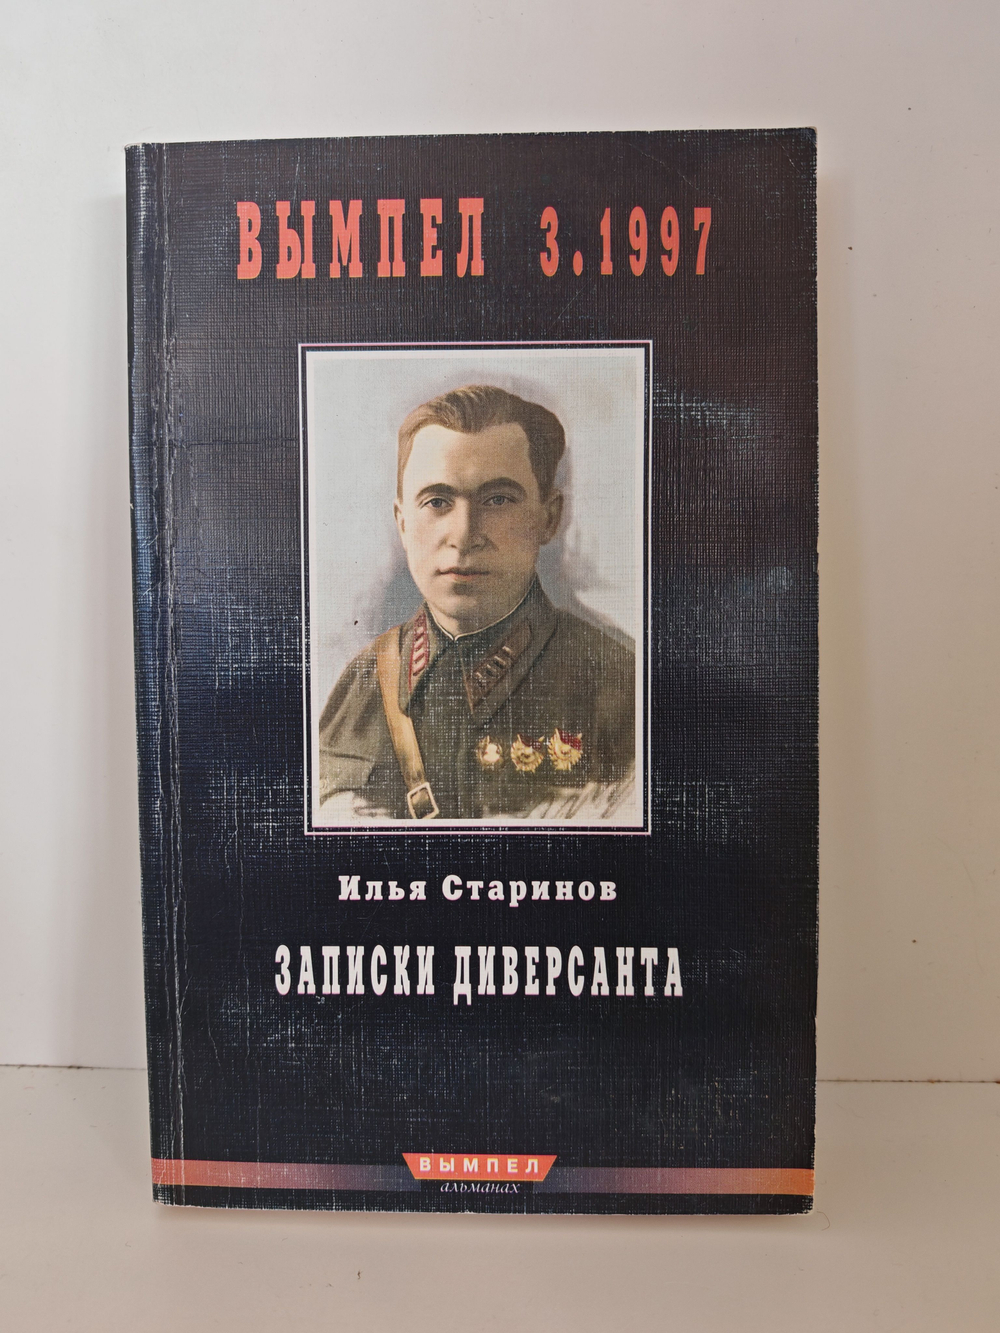 ВЫМПЕЛ 3.1997
Илья Старинов
ЗАПИСКИ ДИВЕРСАНТА
ВЫМПЕЛ
альманах